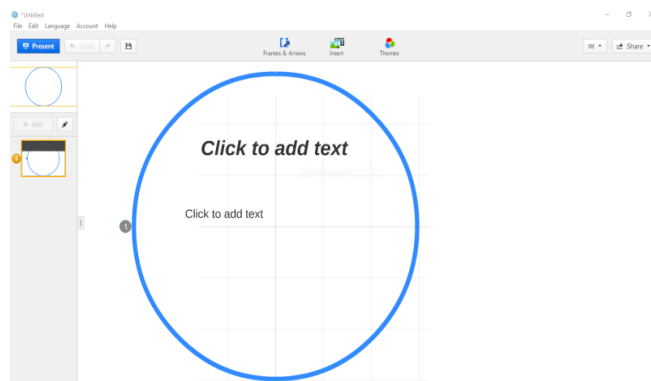 *Untitled
File Edit Language Account Help
Present Undo Share
Frames & Arrows Insert Themes
+ Add
Click to add text
Click to add text
1